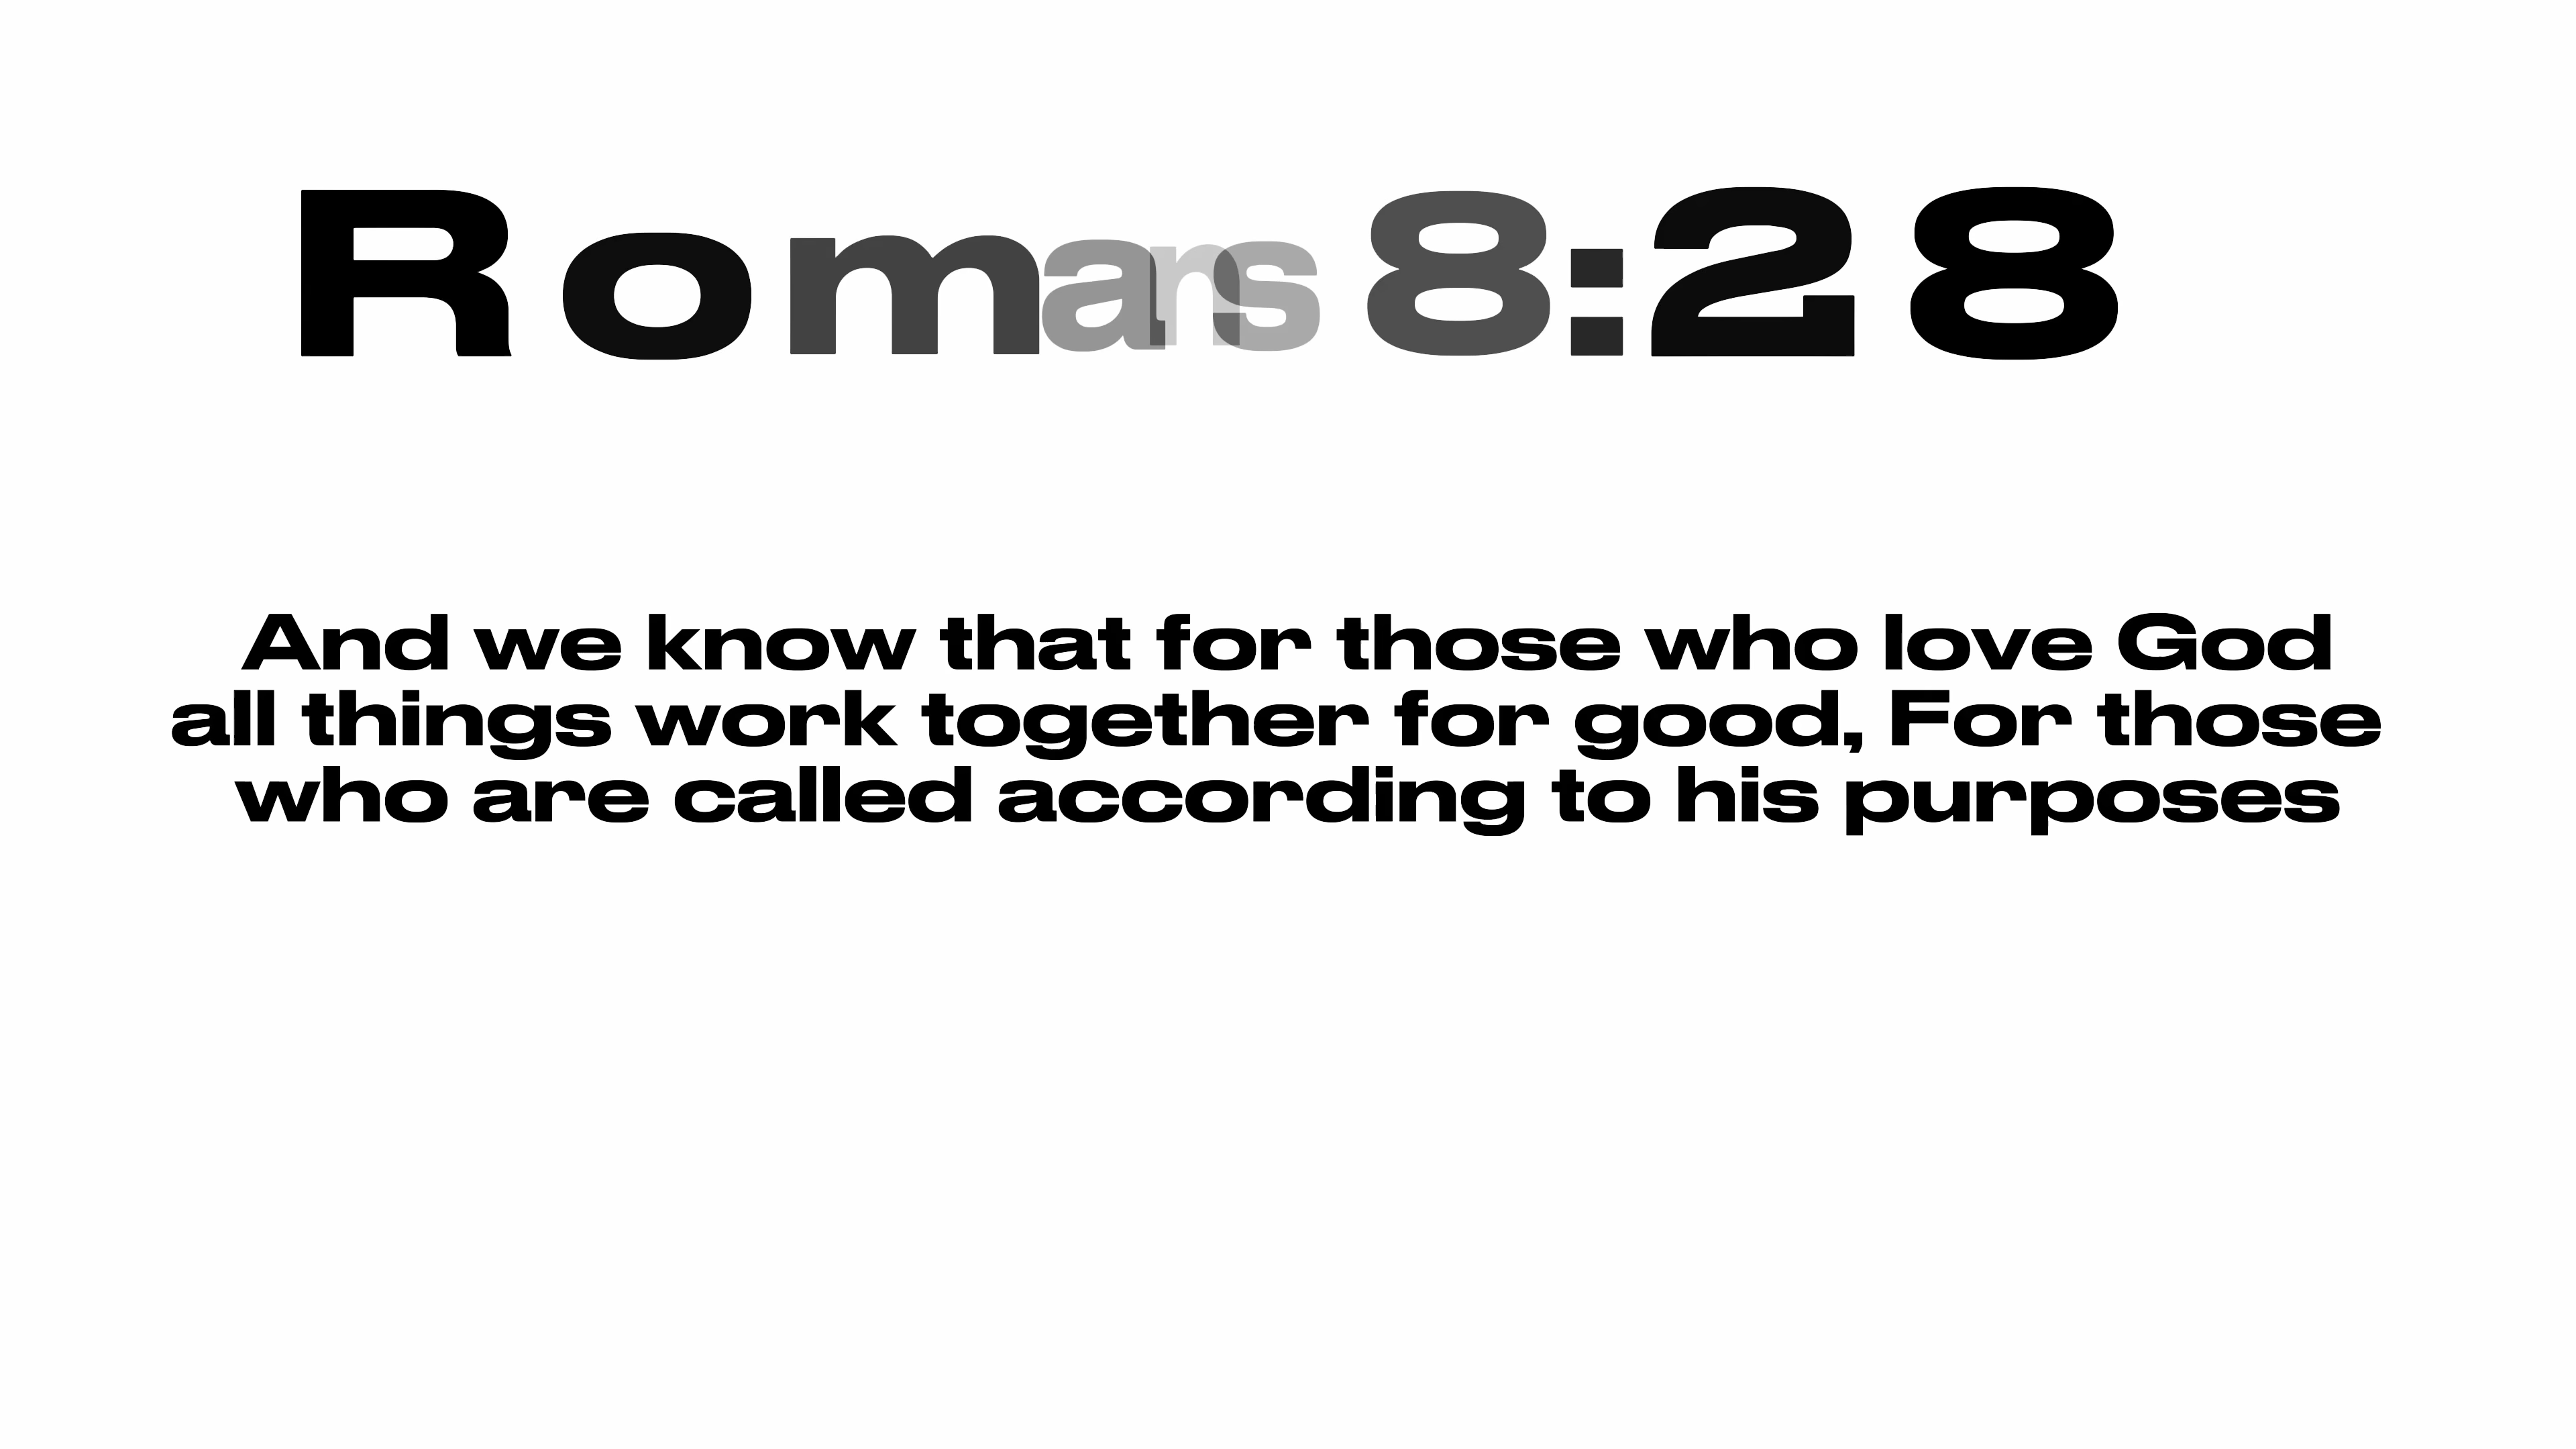 Romans 8:28
And we know that for those who love God
all things work together for good, For those
who are called according to his purposes